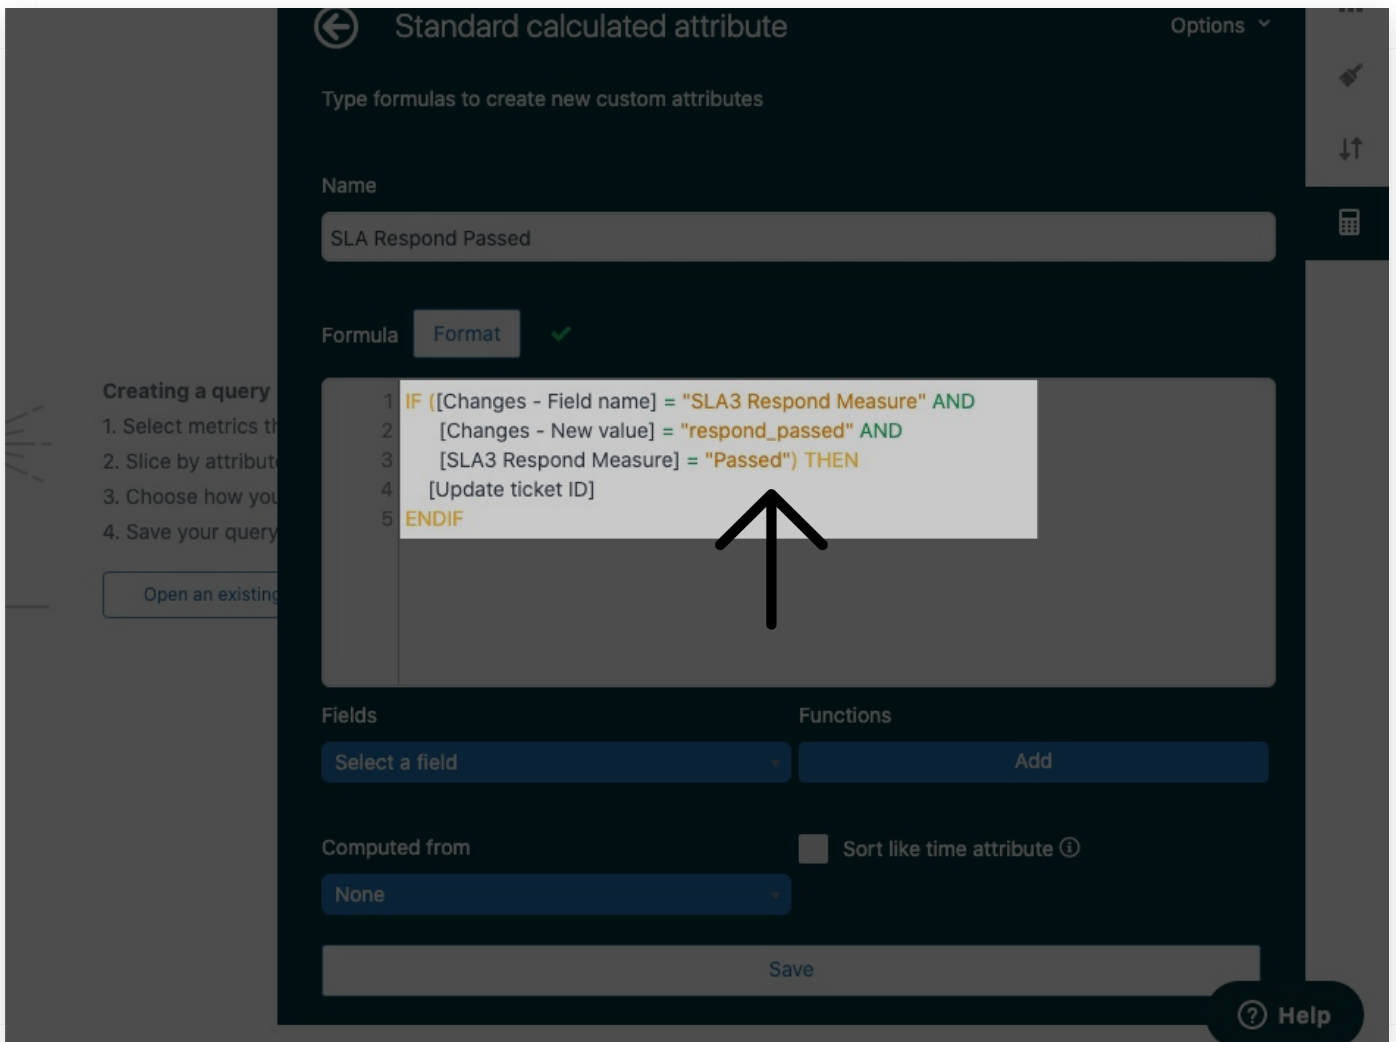 Standard calculated attribute
Options
Type formulas to create new custom attributes
Name
SLA Respond Passed
Formula
Format
Creating a query
1. Select metrics
2. Slice by
3. Choose how
4. Save your query
Open an existing
1 IF ([Changes - Field name] = "SLA3 Respond Measure" AND
2 [Changes - New value] = "respond_passed" AND
3 [SLA3 Respond Measure] = "Passed") THEN
4 [Update ticket ID]
5 ENDIF
Fields
Functions
Select a field
Add
Computed from
Sort like time attribute
None
Save
Help